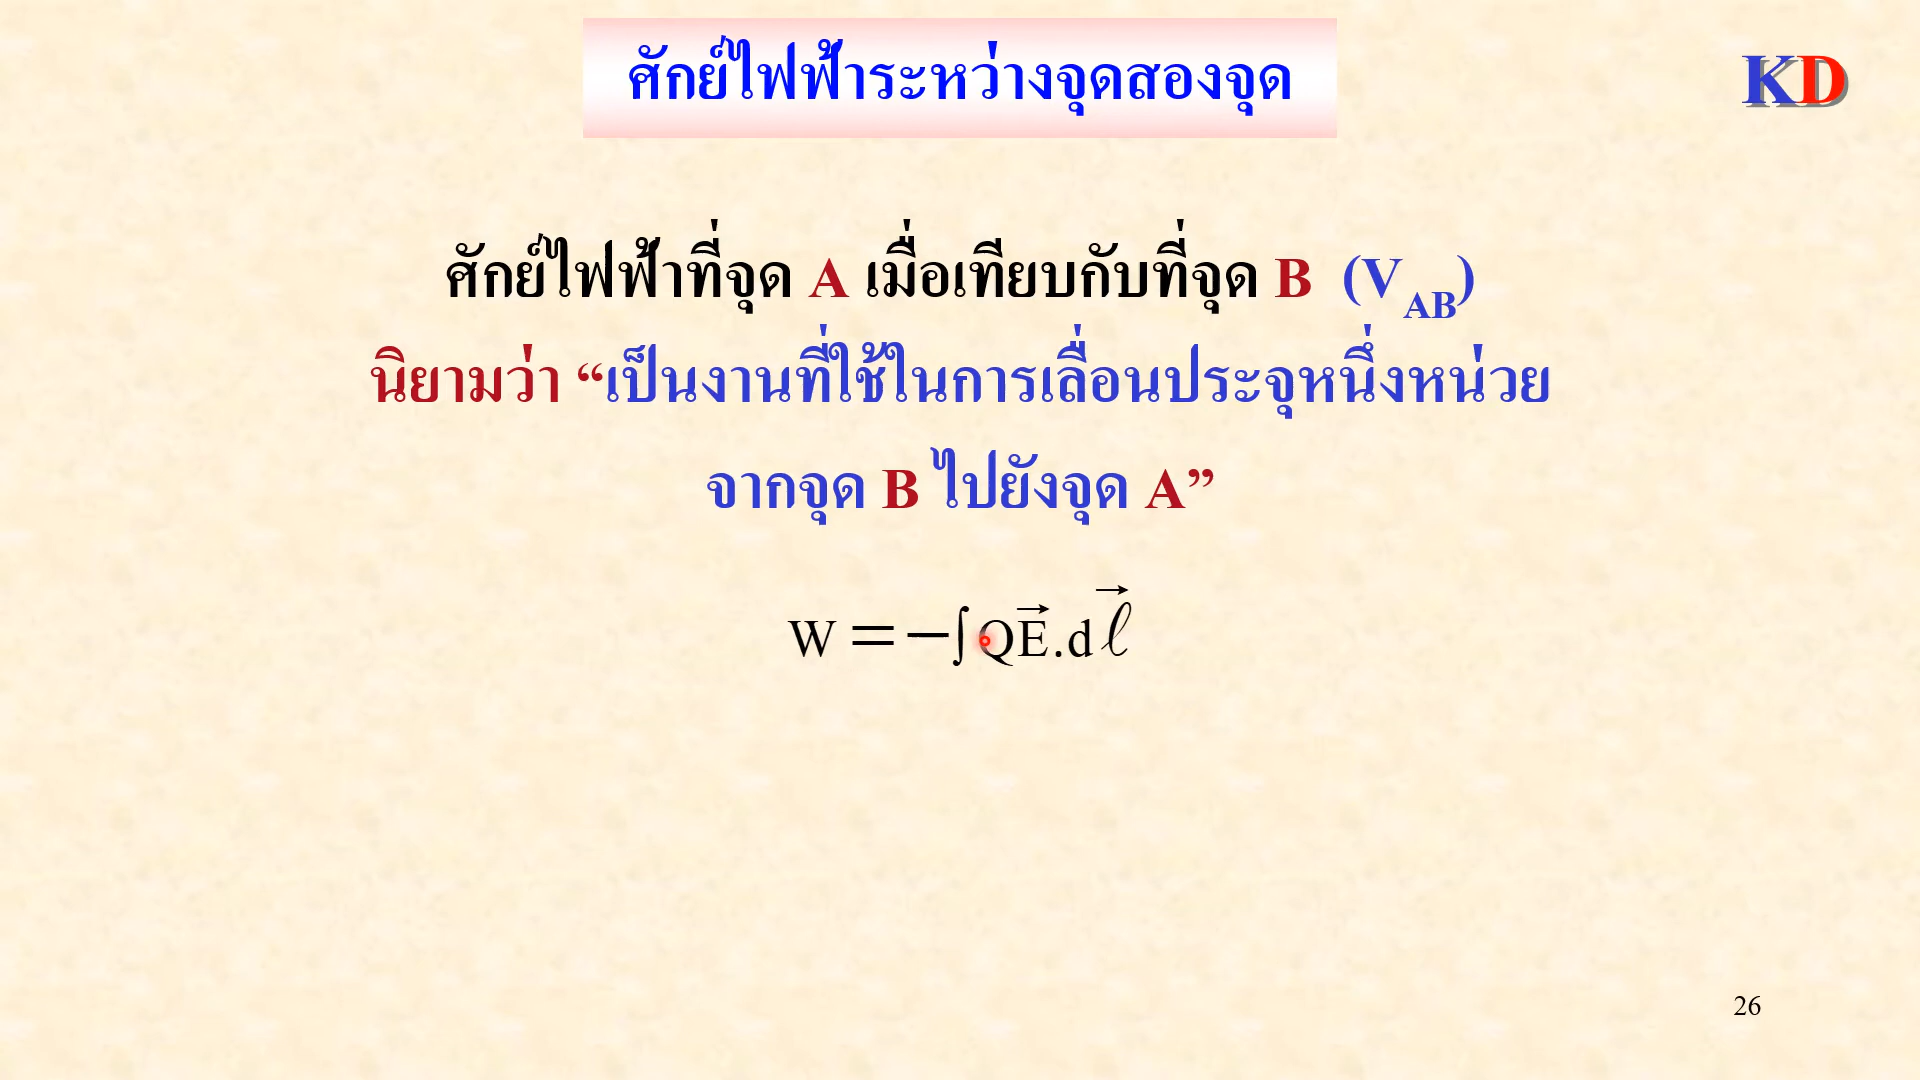 ศักย์ไฟฟ้าระหว่างจุดสองจุด
KD
ศักย์ไฟฟ้าที่จุด A เมื่อเทียบกับที่จุด B (V_AB)
นิยามว่า “เป็นงานที่ใช้ในการเลื่อนประจุหนึ่งหน่วย
จากจุด B ไปยังจุด A”
W = −∫QE⃗.dℓ⃗
26